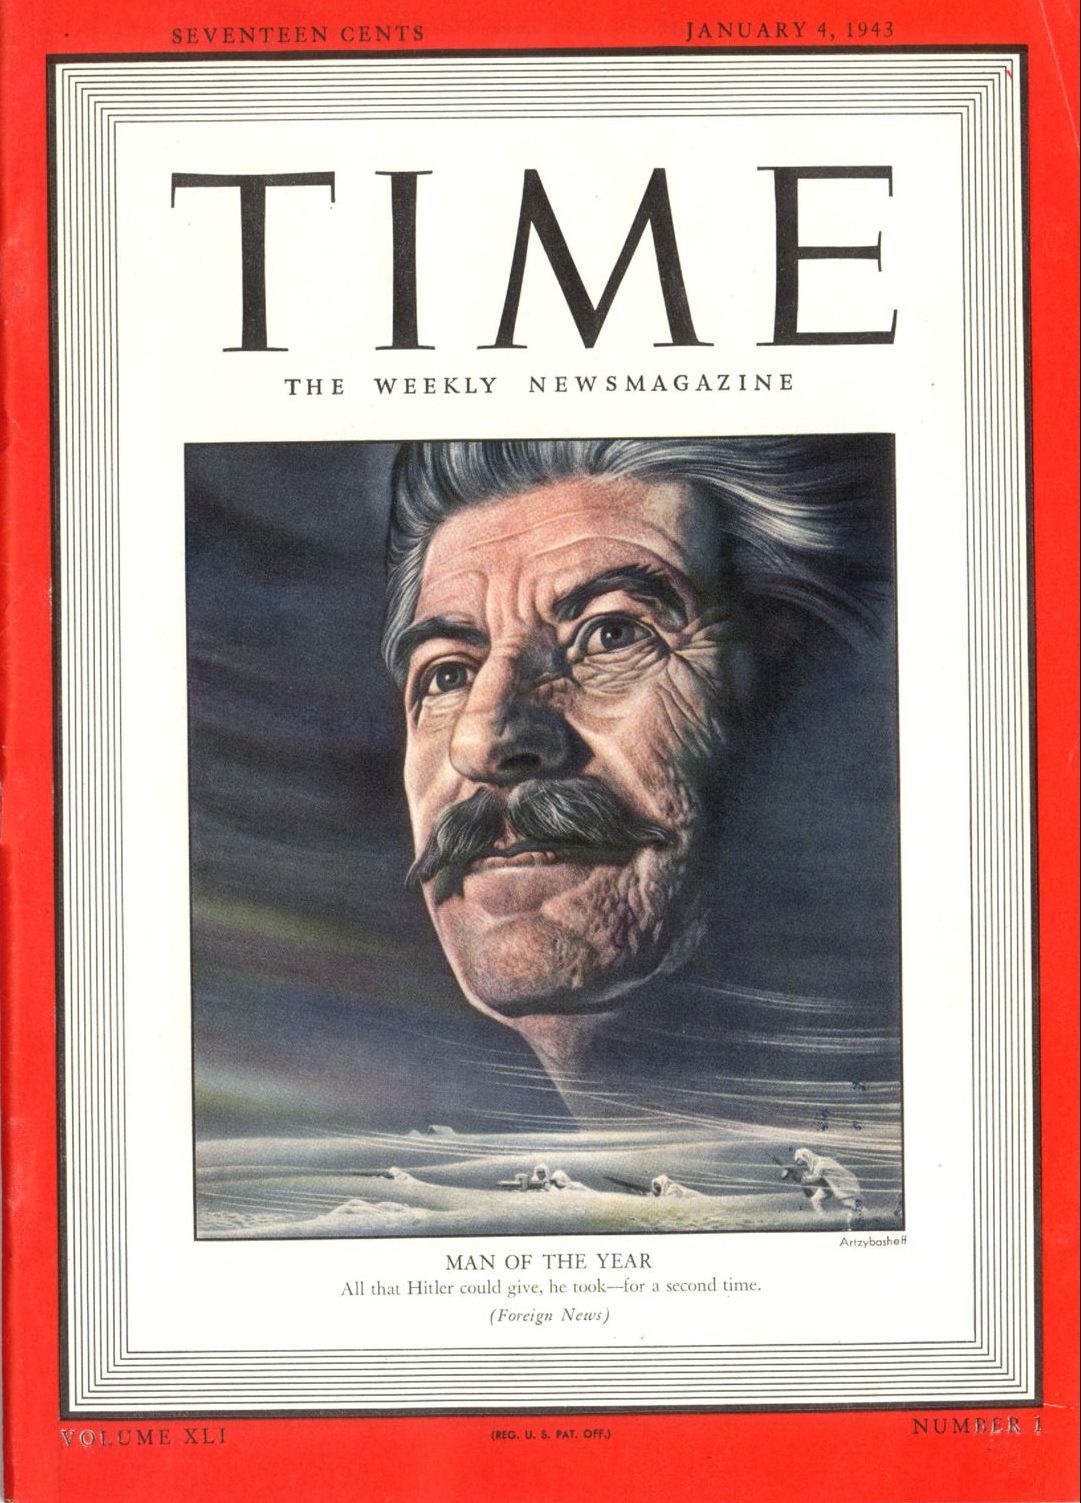 SEVENTEEN CENTS JANUARY 4, 1943
TIME
THE WEEKLY NEWSMAGAZINE
Artzybasheff
MAN OF THE YEAR
All that Hitler could give, he took—for a second time.
(Foreign News)
VOLUME XLI (REG. U. S. PAT. OFF.) NUMBER 1